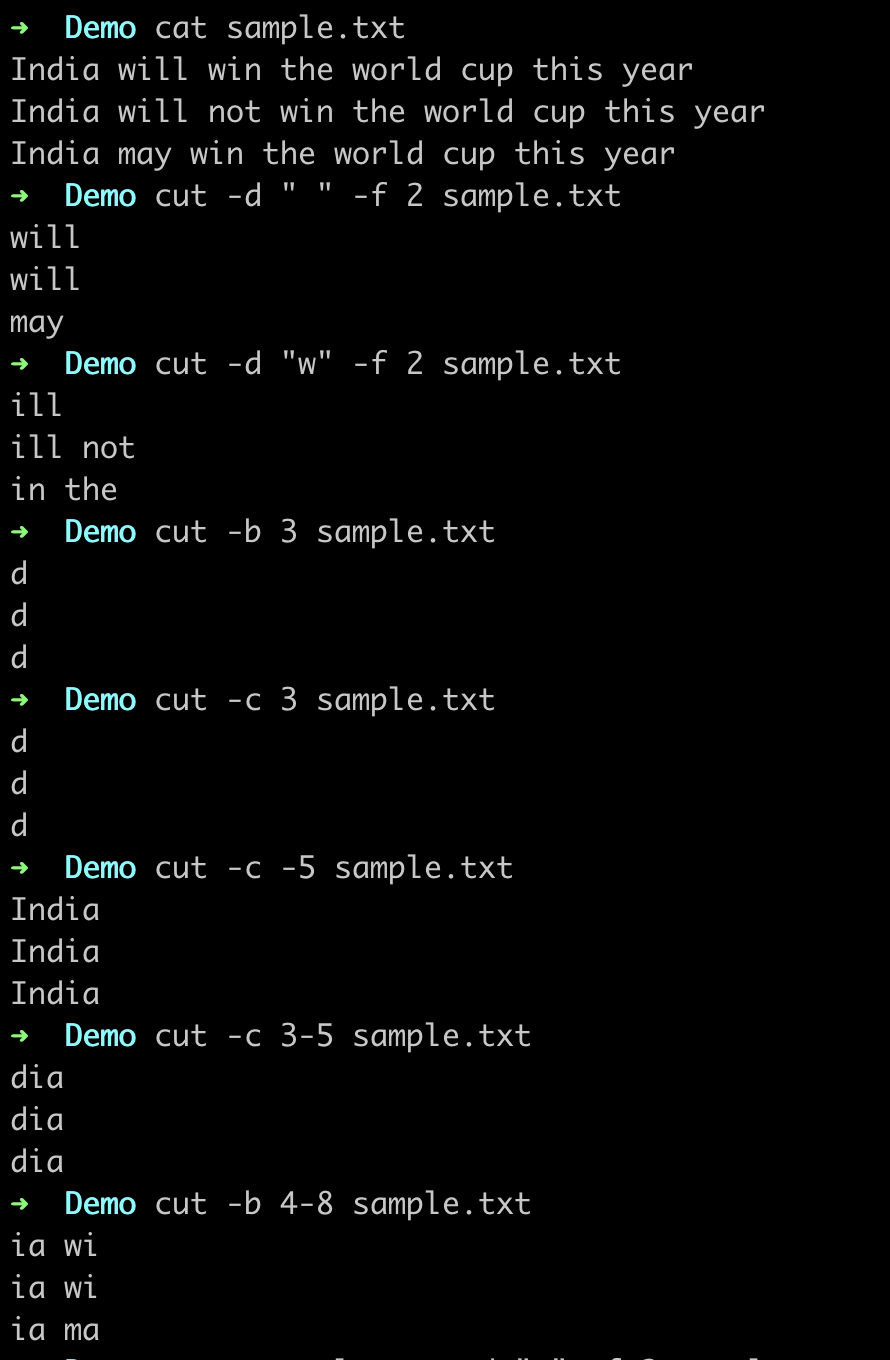 ➜ Demo cat sample.txt
India will win the world cup this year
India will not win the world cup this year
India may win the world cup this year
➜ Demo cut -d " " -f 2 sample.txt
will
will
may
➜ Demo cut -d "w" -f 2 sample.txt
ill
ill not
in the
➜ Demo cut -b 3 sample.txt
d
d
d
➜ Demo cut -c 3 sample.txt
d
d
d
➜ Demo cut -c -5 sample.txt
India
India
India
➜ Demo cut -c 3-5 sample.txt
dia
dia
dia
➜ Demo cut -b 4-8 sample.txt
ia wi
ia wi
ia ma